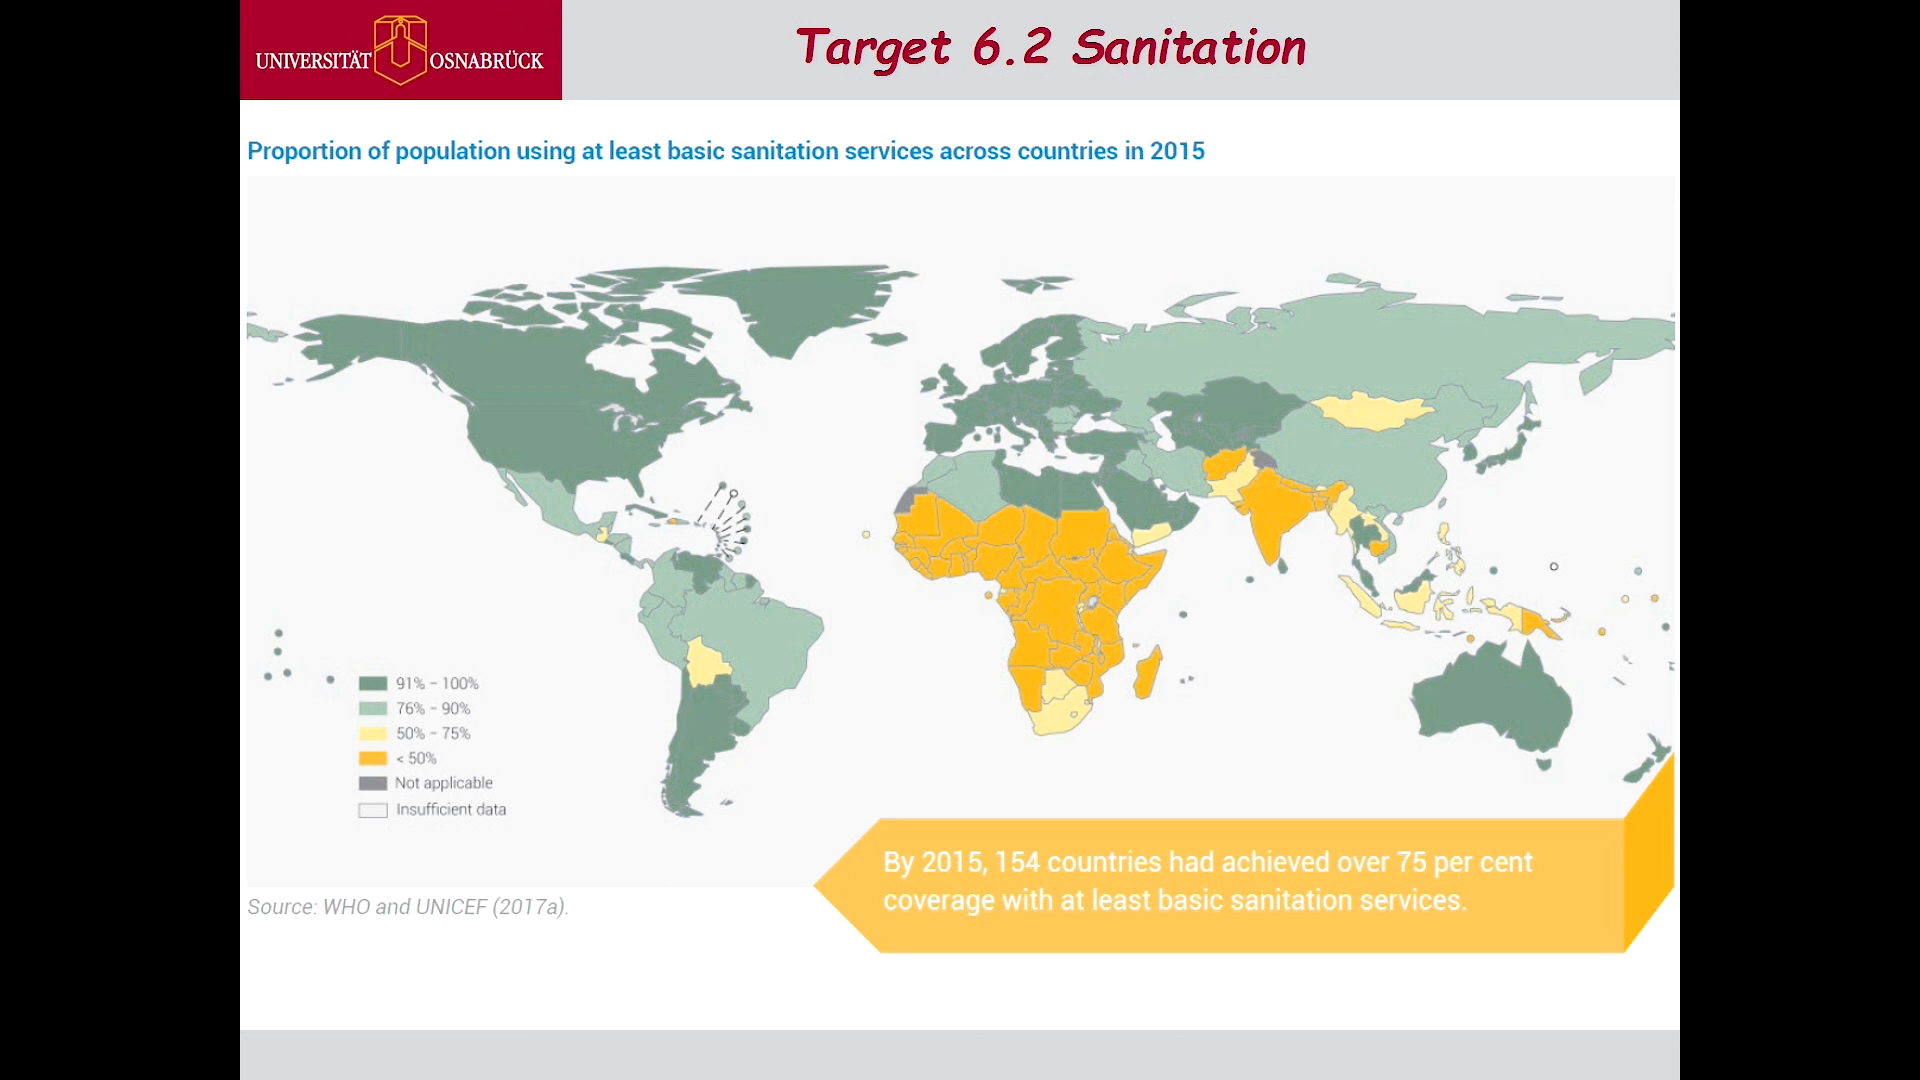 UNIVERSITÄT OSNABRÜCK
Target 6.2 Sanitation
Proportion of population using at least basic sanitation services across countries in 2015
91% – 100%
76% – 90%
50% – 75%
< 50%
Not applicable
Insufficient data
By 2015, 154 countries had achieved over 75 per cent
coverage with at least basic sanitation services.
Source: WHO and UNICEF (2017a).